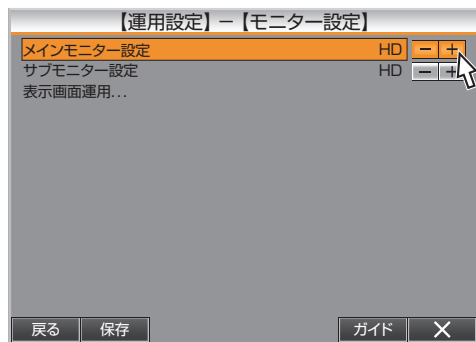 【運用設定】−【モニター設定】
メインモニター設定 HD − +
サブモニター設定 HD − +
表示画面運用...
戻る 保存 ガイド ×